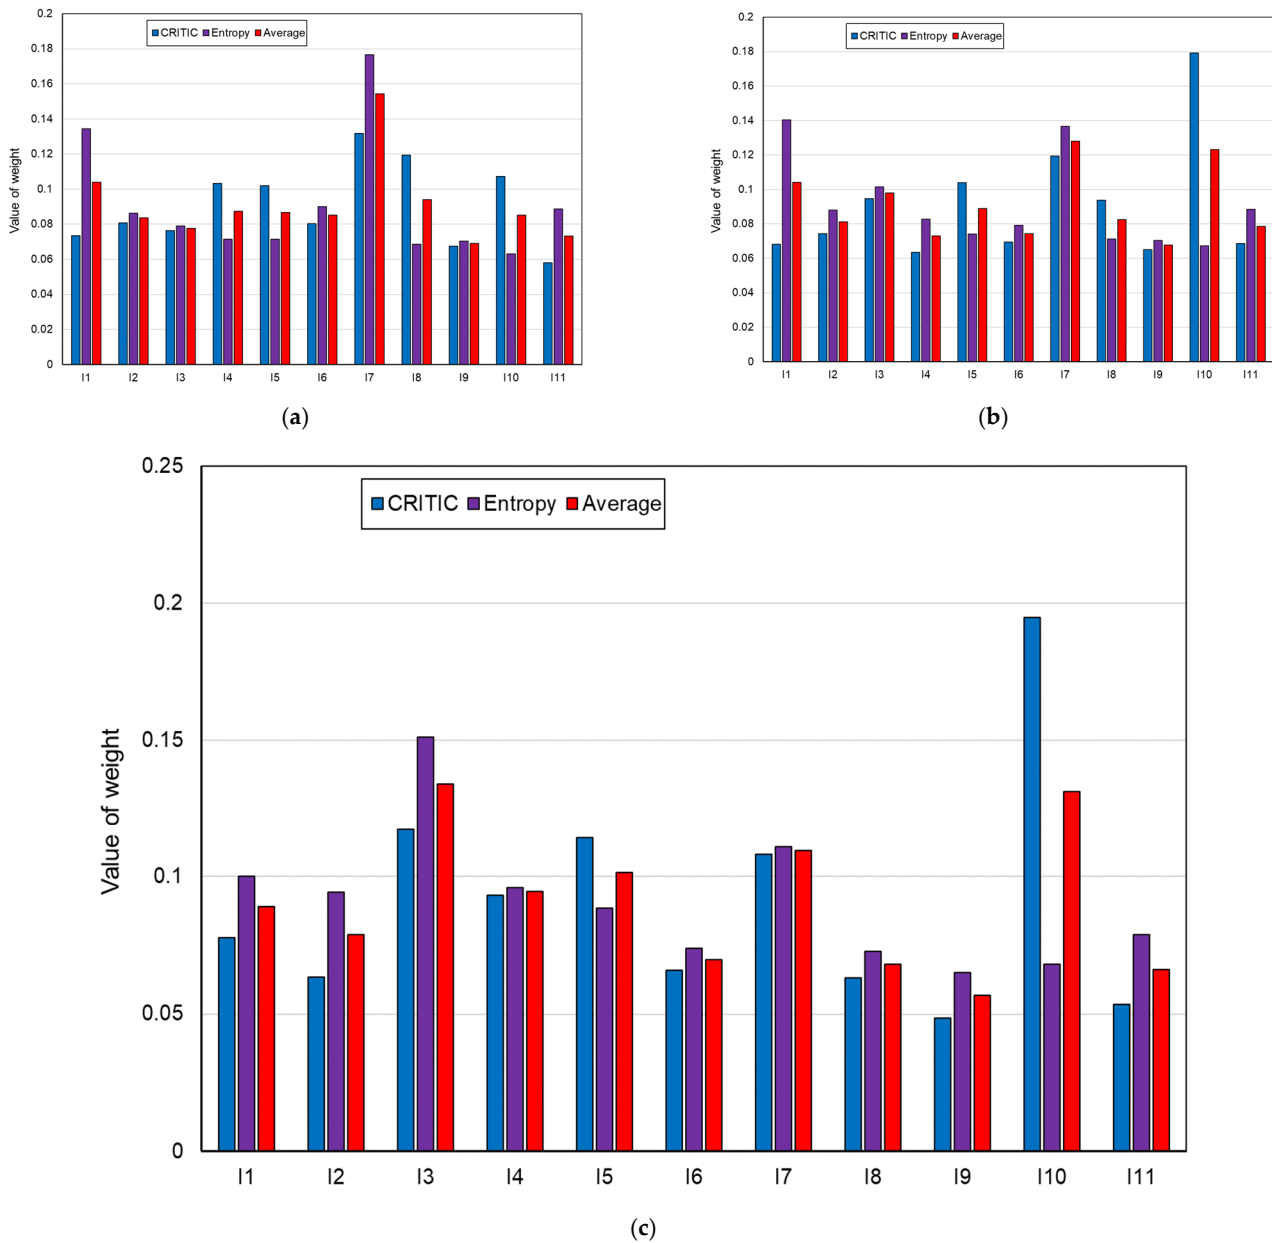 CRITIC Entropy Average
Value of weight
0.2
0.18
0.16
0.14
0.12
0.1
0.08
0.06
0.04
0.02
0
I1 I2 I3 I4 I5 I6 I7 I8 I9 I10 I11
(a)
CRITIC Entropy Average
Value of weight
0.2
0.18
0.16
0.14
0.12
0.1
0.08
0.06
0.04
0.02
0
I1 I2 I3 I4 I5 I6 I7 I8 I9 I10 I11
(b)
CRITIC Entropy Average
Value of weight
0.25
0.2
0.15
0.1
0.05
0
I1 I2 I3 I4 I5 I6 I7 I8 I9 I10 I11
(c)